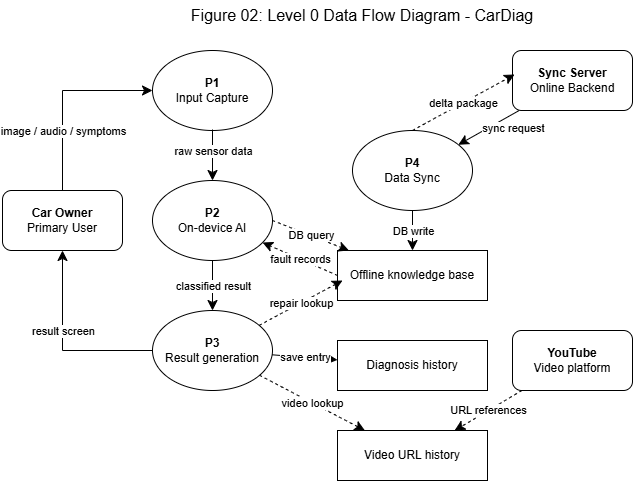 Figure 02: Level 0 Data Flow Diagram - CarDiag
P1
Input Capture
Sync Server
Online Backend
delta package
sync request
image / audio / symptoms
raw sensor data
P4
Data Sync
Car Owner
Primary User
P2
On-device AI
DB query
DB write
fault records
Offline knowledge base
classified result
repair lookup
result screen
P3
Result generation
save entry
Diagnosis history
YouTube
Video platform
video lookup
URL references
Video URL history